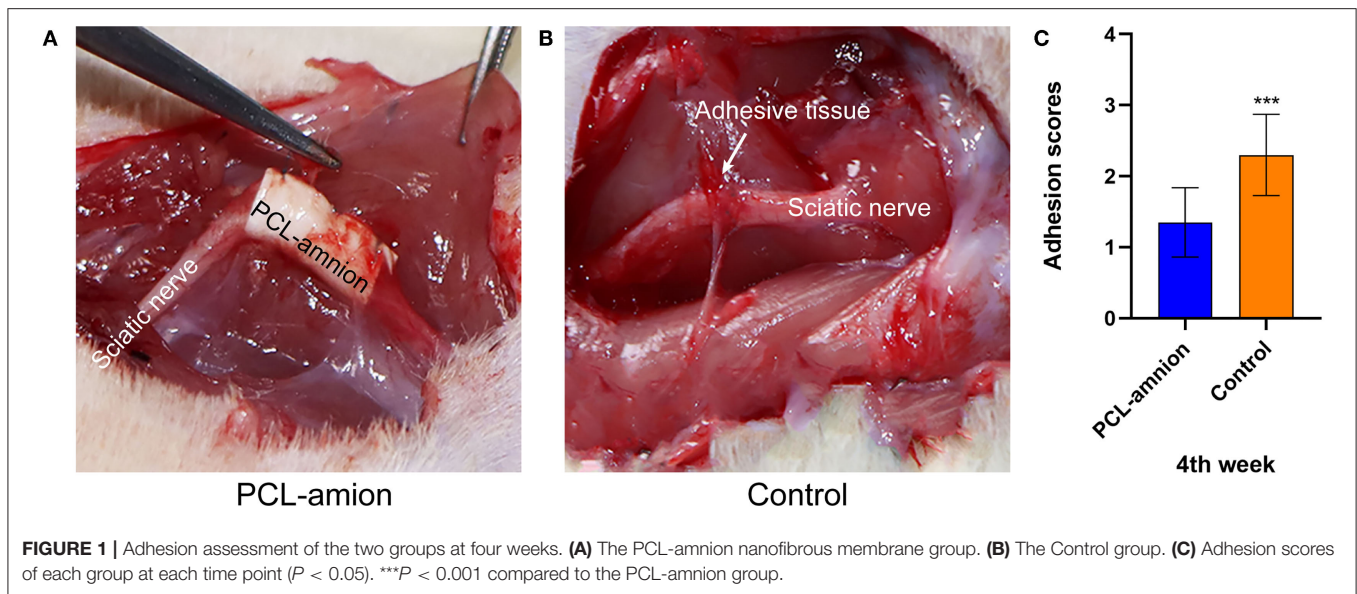 A
PCL-amnion
Sciatic nerve
PCL-amion
B
Adhesive tissue
Sciatic nerve
Control
C
Adhesion scores
4
3
2
1
0
***
PCL-amnion
Control
4th week
FIGURE 1 | Adhesion assessment of the two groups at four weeks. (A) The PCL-amnion nanofibrous membrane group. (B) The Control group. (C) Adhesion scores
of each group at each time point (P < 0.05). ***P < 0.001 compared to the PCL-amnion group.